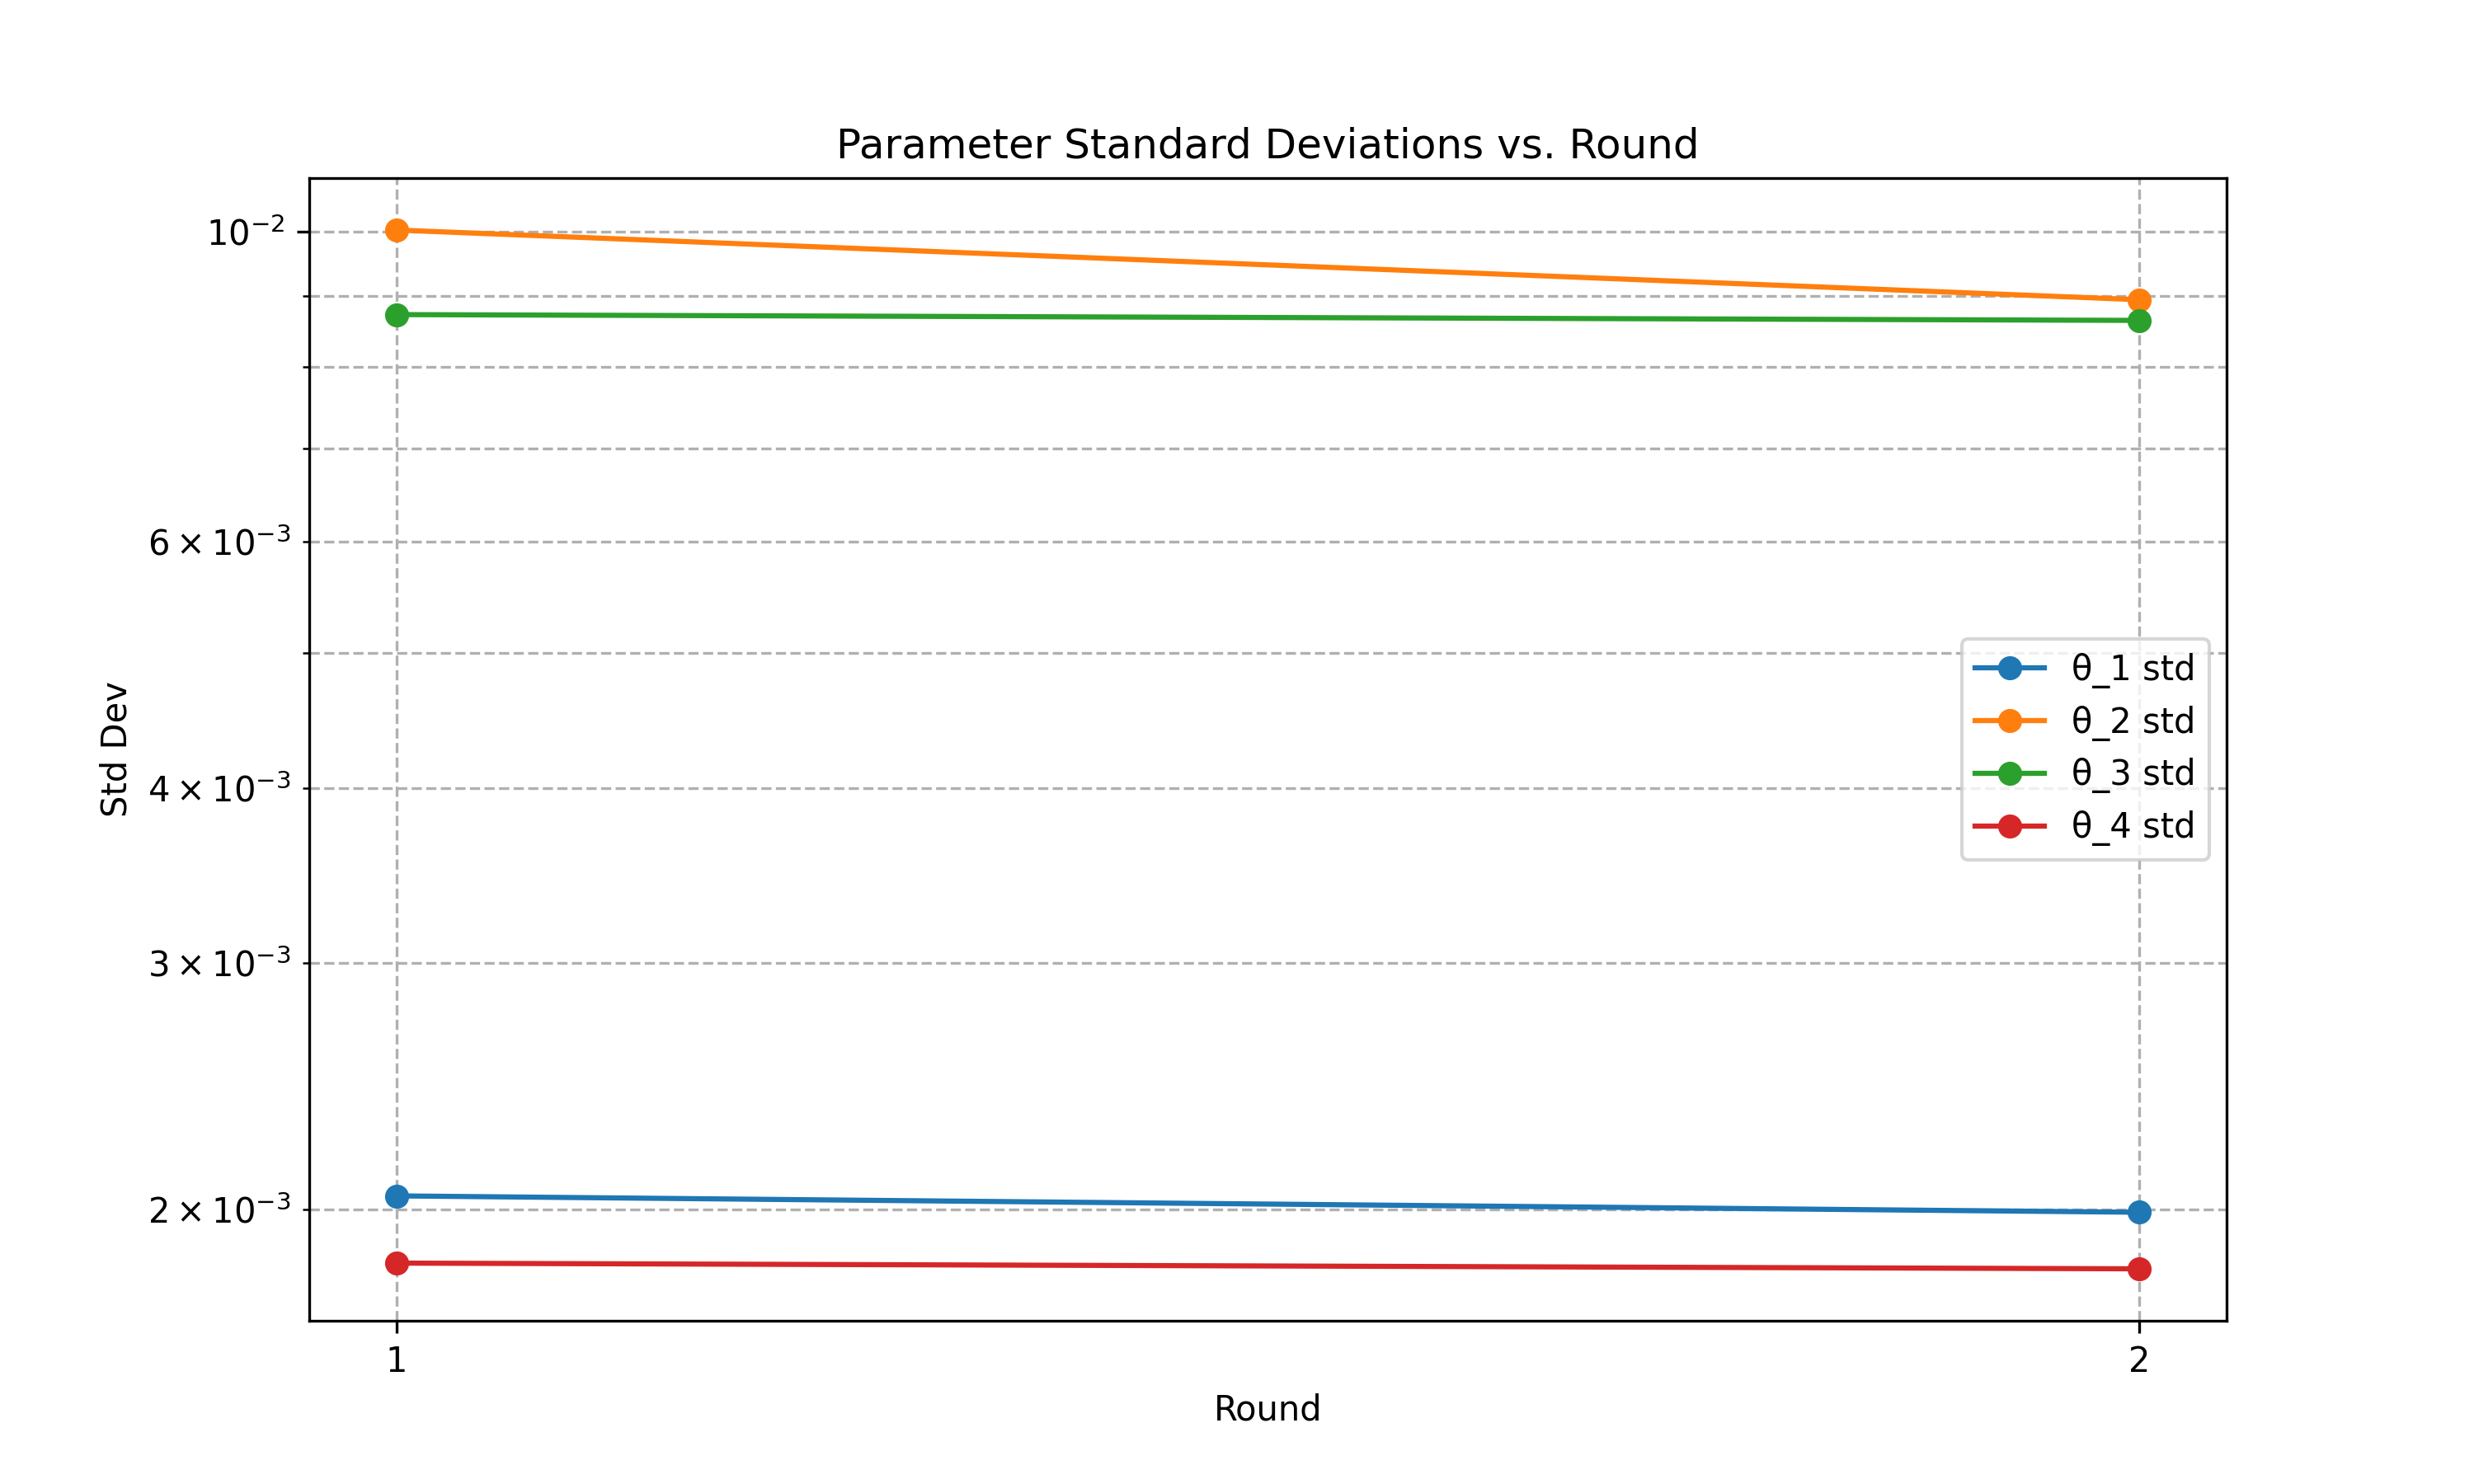 Parameter Standard Deviations vs. Round
10⁻²
6 × 10⁻³
4 × 10⁻³
3 × 10⁻³
2 × 10⁻³
Std Dev
θ_1 std
θ_2 std
θ_3 std
θ_4 std
1
2
Round